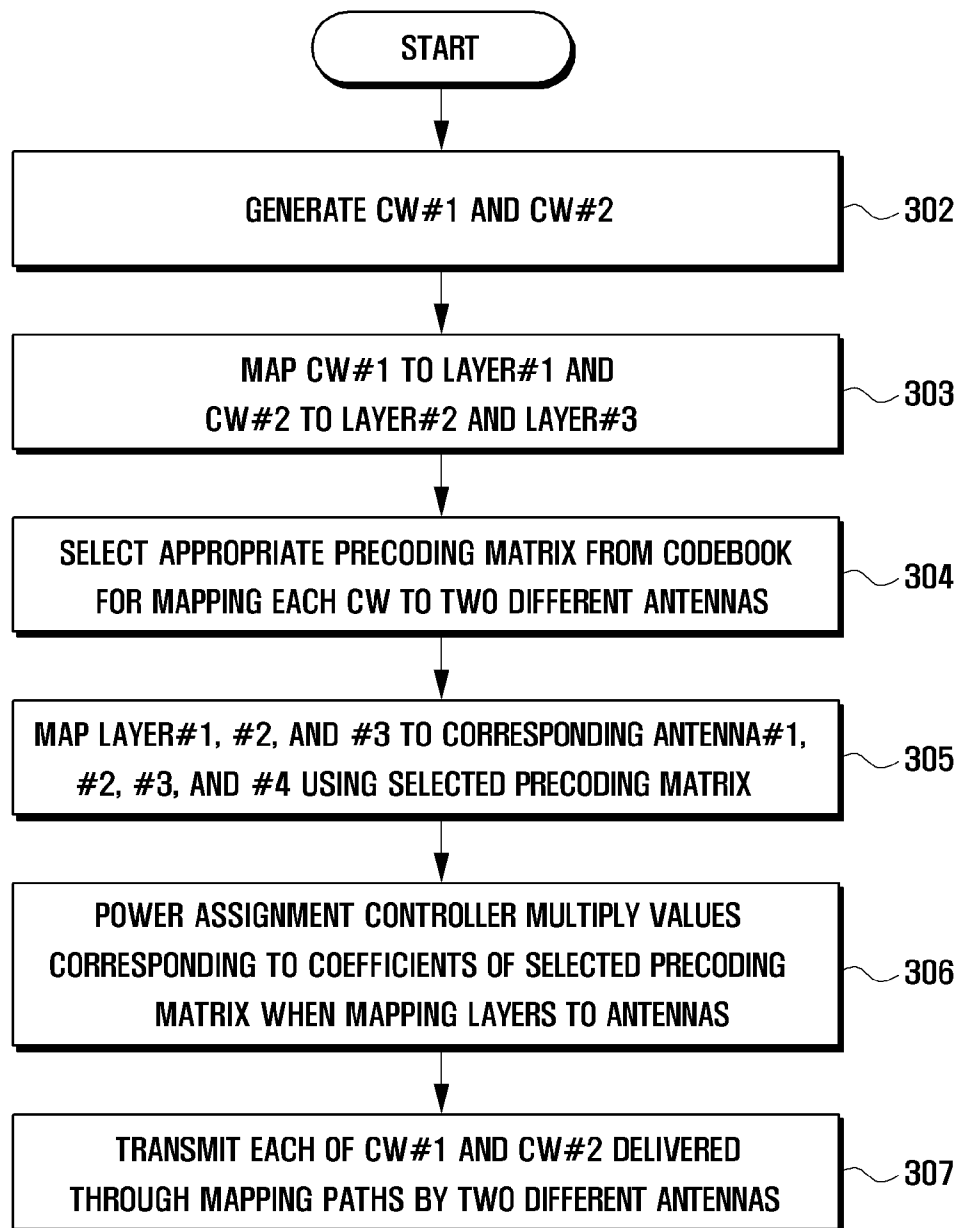 START
GENERATE CW#1 AND CW#2
302
MAP CW#1 TO LAYER#1 AND
CW#2 TO LAYER#2 AND LAYER#3
303
SELECT APPROPRIATE PRECODING MATRIX FROM CODEBOOK
FOR MAPPING EACH CW TO TWO DIFFERENT ANTENNAS
304
MAP LAYER#1, #2, AND #3 TO CORRESPONDING ANTENNA#1,
#2, #3, AND #4 USING SELECTED PRECODING MATRIX
305
POWER ASSIGNMENT CONTROLLER MULTIPLY VALUES
CORRESPONDING TO COEFFICIENTS OF SELECTED PRECODING
MATRIX WHEN MAPPING LAYERS TO ANTENNAS
306
TRANSMIT EACH OF CW#1 AND CW#2 DELIVERED
THROUGH MAPPING PATHS BY TWO DIFFERENT ANTENNAS
307